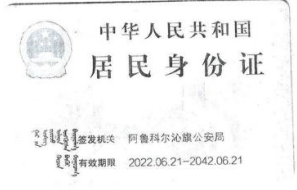 中华人民共和国
居民身份证
签发机关 阿鲁科尔沁旗公安局
有效期限 2022.06.21-2042.06.21